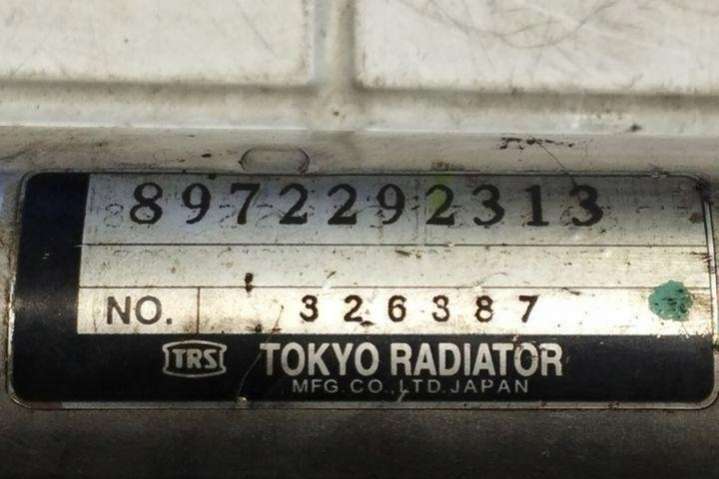 8972292313
NO. 326387
TRS TOKYO RADIATOR
MFG.CO.,LTD.JAPAN